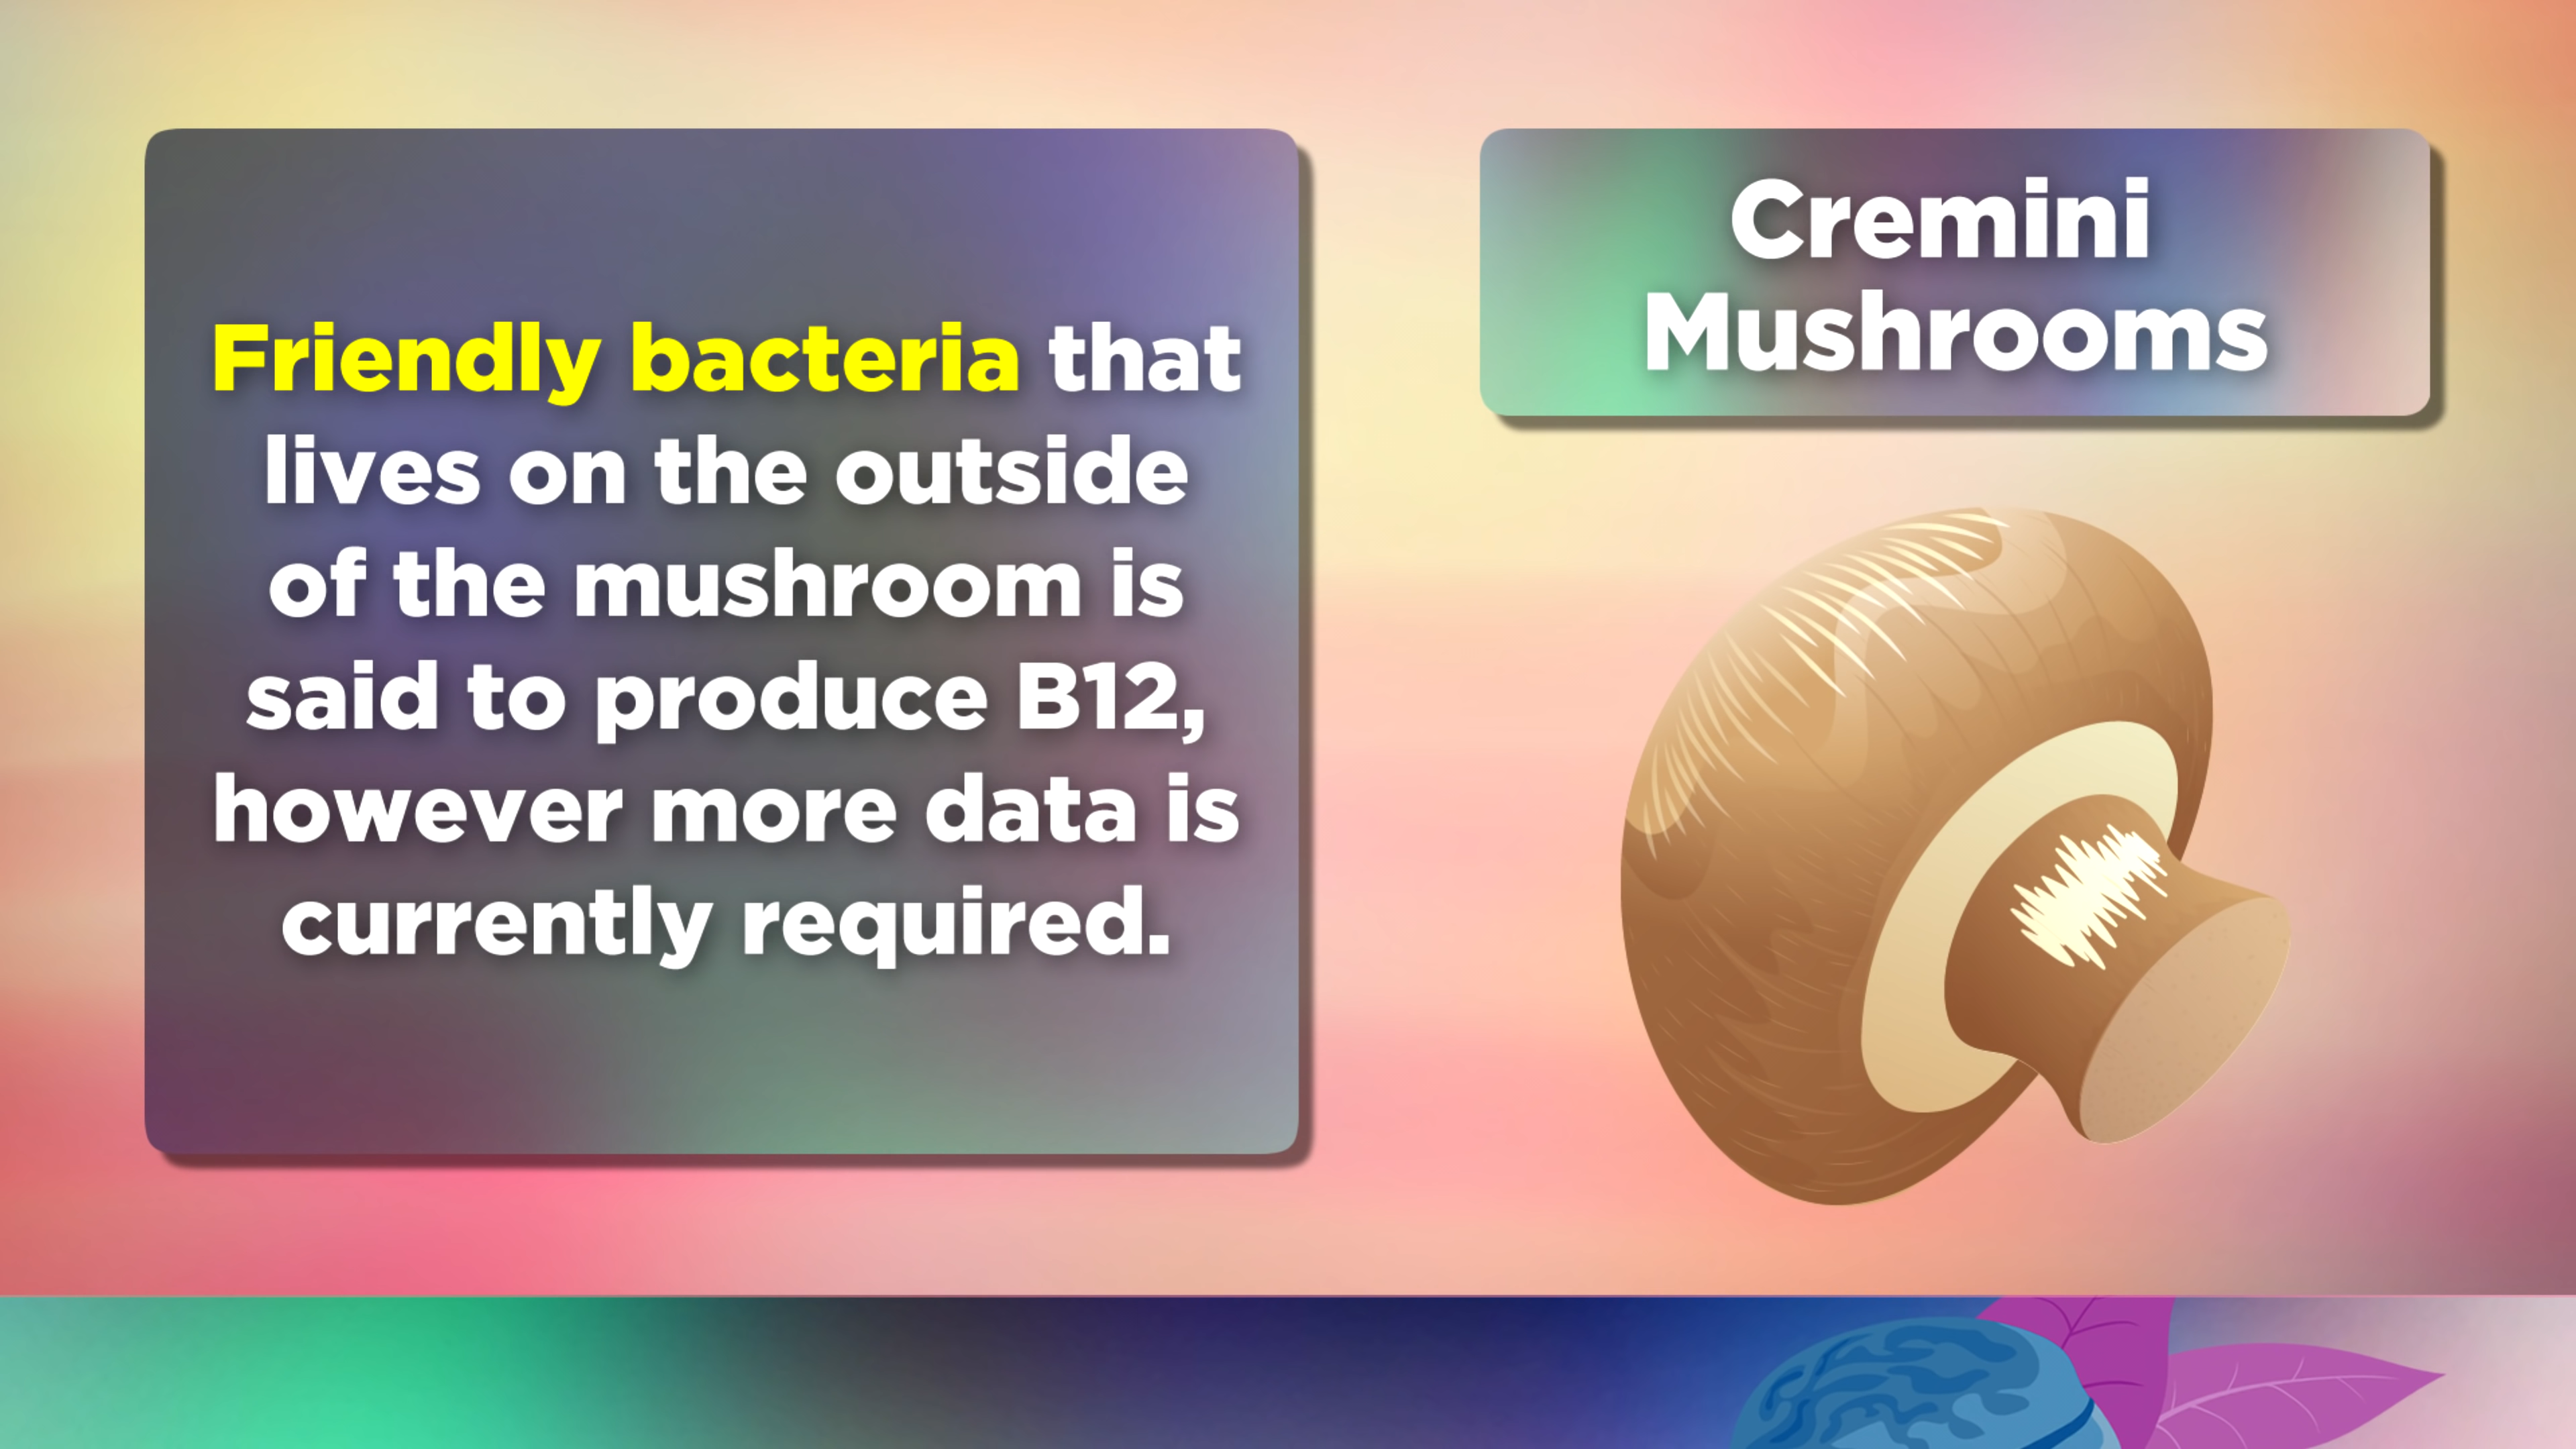 Friendly bacteria that
lives on the outside
of the mushroom is
said to produce B12,
however more data is
currently required.
Cremini
Mushrooms